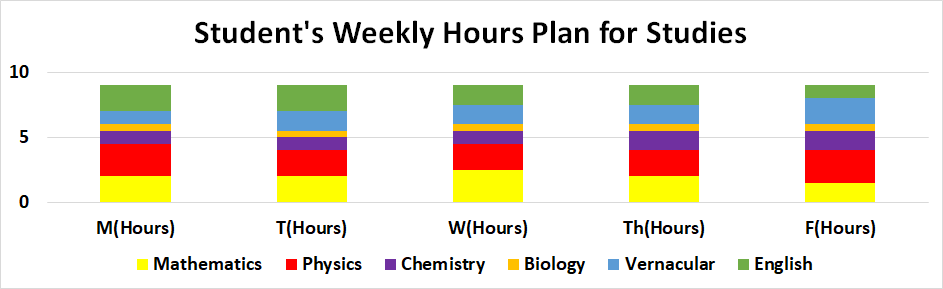 Student's Weekly Hours Plan for Studies
10
5
0
M(Hours) T(Hours) W(Hours) Th(Hours) F(Hours)
Mathematics Physics Chemistry Biology Vernacular English